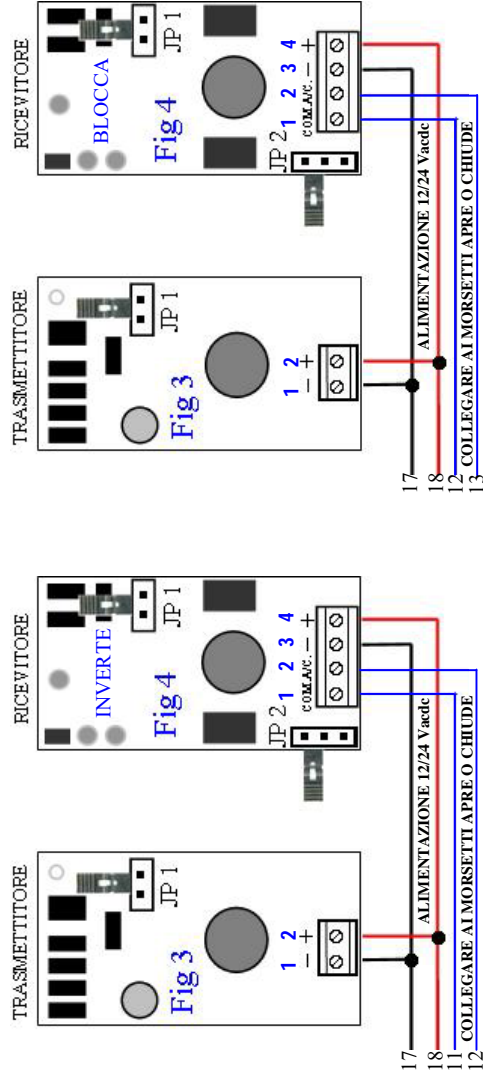 TRASMETTITORE
JP 1
Fig 3
1 2
– +
RICEVITORE
INVERTE
JP 1
Fig 4
JP 2
1 2 3 4
COM. A/C. – +
17
ALIMENTAZIONE 12/24 Vacdc
18
11
COLLEGARE AI MORSETTI APRE O CHIUDE
12
TRASMETTITORE
JP 1
Fig 3
1 2
– +
RICEVITORE
BLOCCA
JP 1
Fig 4
JP 2
1 2 3 4
COM. A/C. – +
17
ALIMENTAZIONE 12/24 Vacdc
18
12
COLLEGARE AI MORSETTI APRE O CHIUDE
13